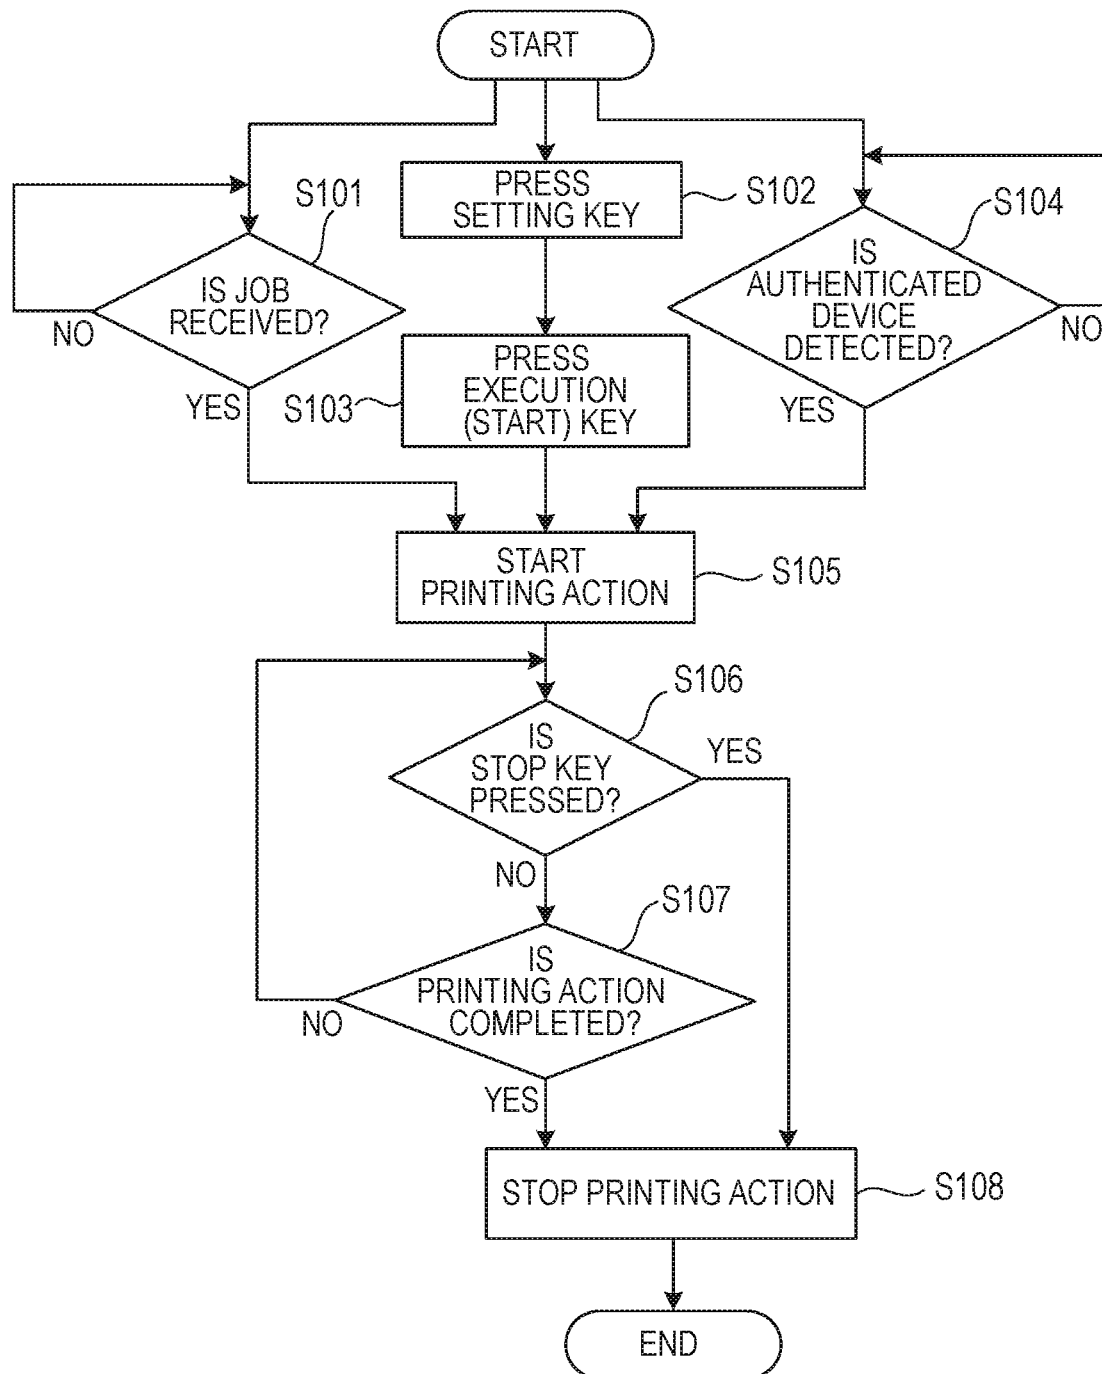 START
S101
PRESS
SETTING KEY
S102
S104
IS JOB
RECEIVED?
NO
YES
IS
AUTHENTICATED
DEVICE
DETECTED?
NO
YES
S103
PRESS
EXECUTION
(START) KEY
START
PRINTING ACTION
S105
S106
IS
STOP KEY
PRESSED?
YES
NO
S107
IS
PRINTING ACTION
COMPLETED?
NO
YES
STOP PRINTING ACTION
S108
END